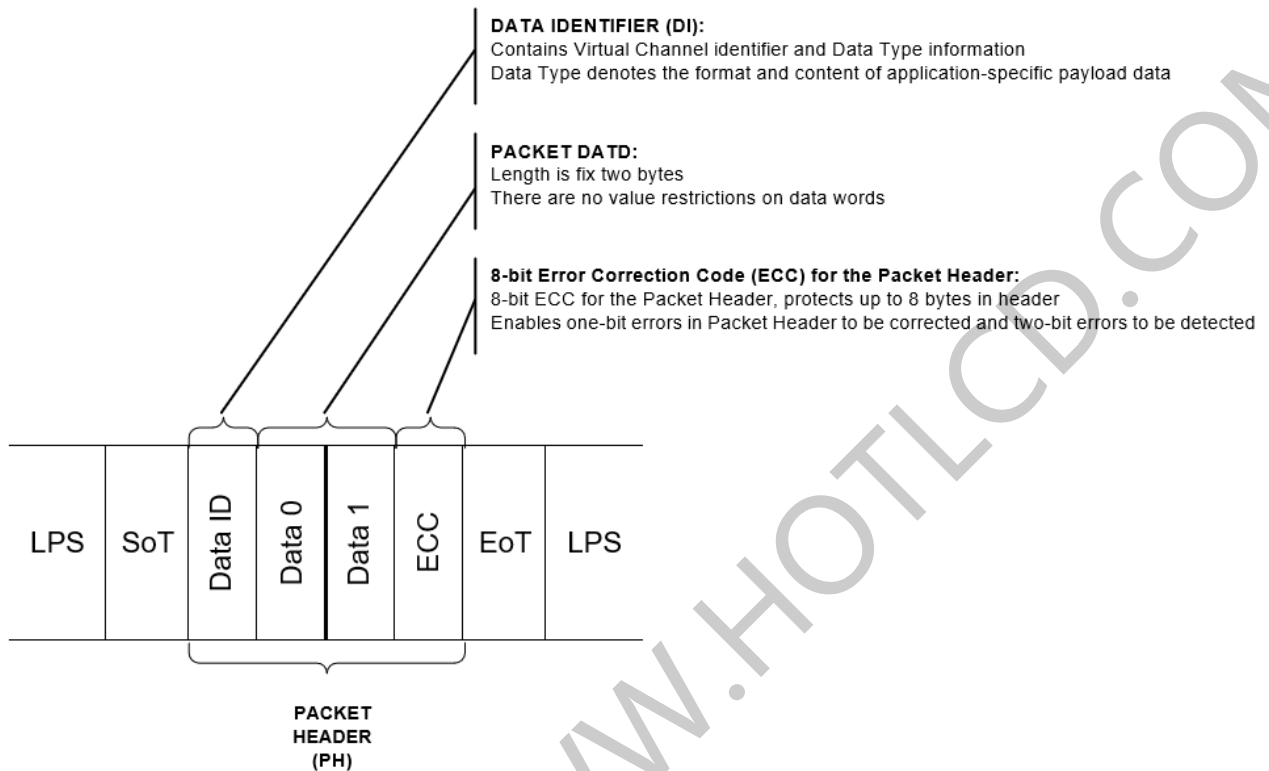 DATA IDENTIFIER (DI):
Contains Virtual Channel identifier and Data Type information
Data Type denotes the format and content of application-specific payload data
PACKET DATD:
Length is fix two bytes
There are no value restrictions on data words
8-bit Error Correction Code (ECC) for the Packet Header:
8-bit ECC for the Packet Header, protects up to 8 bytes in header
Enables one-bit errors in Packet Header to be corrected and two-bit errors to be detected
LPS
SoT
Data ID
Data 0
Data 1
ECC
EoT
LPS
PACKET
HEADER
(PH)
WW.HOTLCD.COM